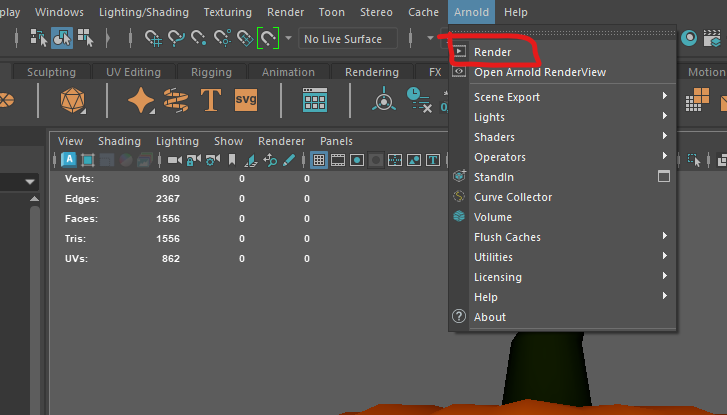 play Windows Lighting/Shading Texturing Render Toon Stereo Cache Arnold Help
No Live Surface
Sculpting UV Editing Rigging Animation Rendering FX Motion
T svg
View Shading Lighting Show Renderer Panels
Verts: 809 0 0
Edges: 2367 0 0
Faces: 1556 0 0
Tris: 1556 0 0
UVs: 862 0 0
Render
Open Arnold RenderView
Scene Export
Lights
Shaders
Operators
StandIn
Curve Collector
Volume
Flush Caches
Utilities
Licensing
Help
About